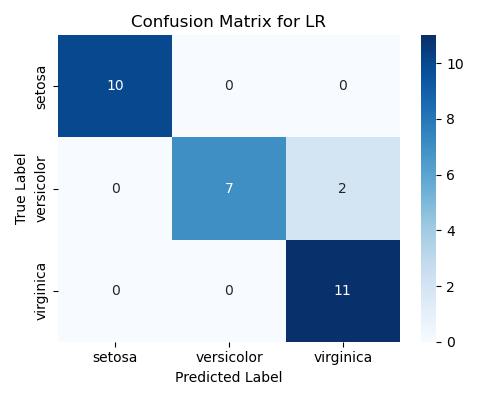 Confusion Matrix for LR
True Label
setosa
versicolor
virginica
10 0 0
0 7 2
0 0 11
setosa versicolor virginica
Predicted Label
10
8
6
4
2
0